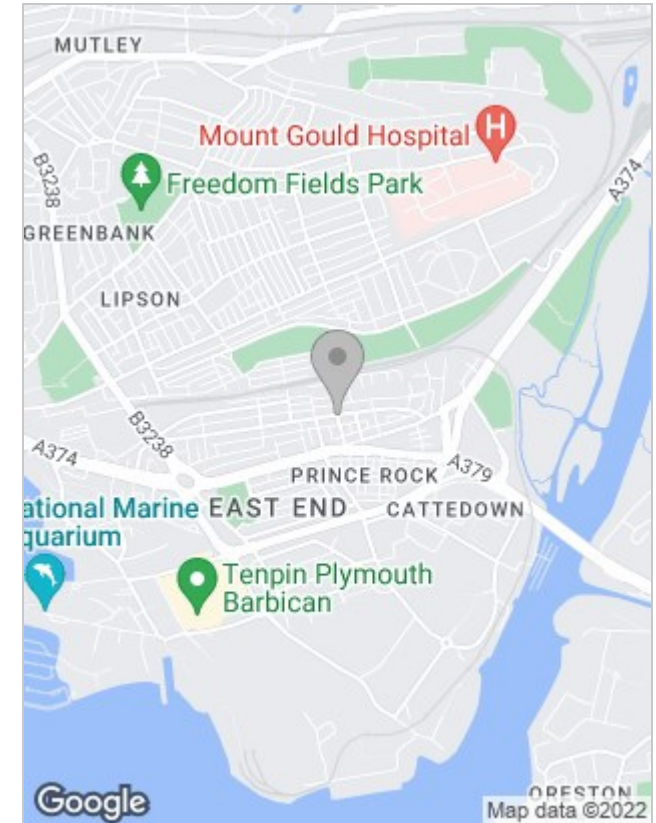 MUTLEY
Mount Gould Hospital
H
B3238
Freedom Fields Park
A374
GREENBANK
LIPSON
B3238
A374
PRINCE ROCK
A379
ational Marine
quarium
EAST END
CATTEDOWN
Tenpin Plymouth
Barbican
ORESTON
Google
Map data ©2022